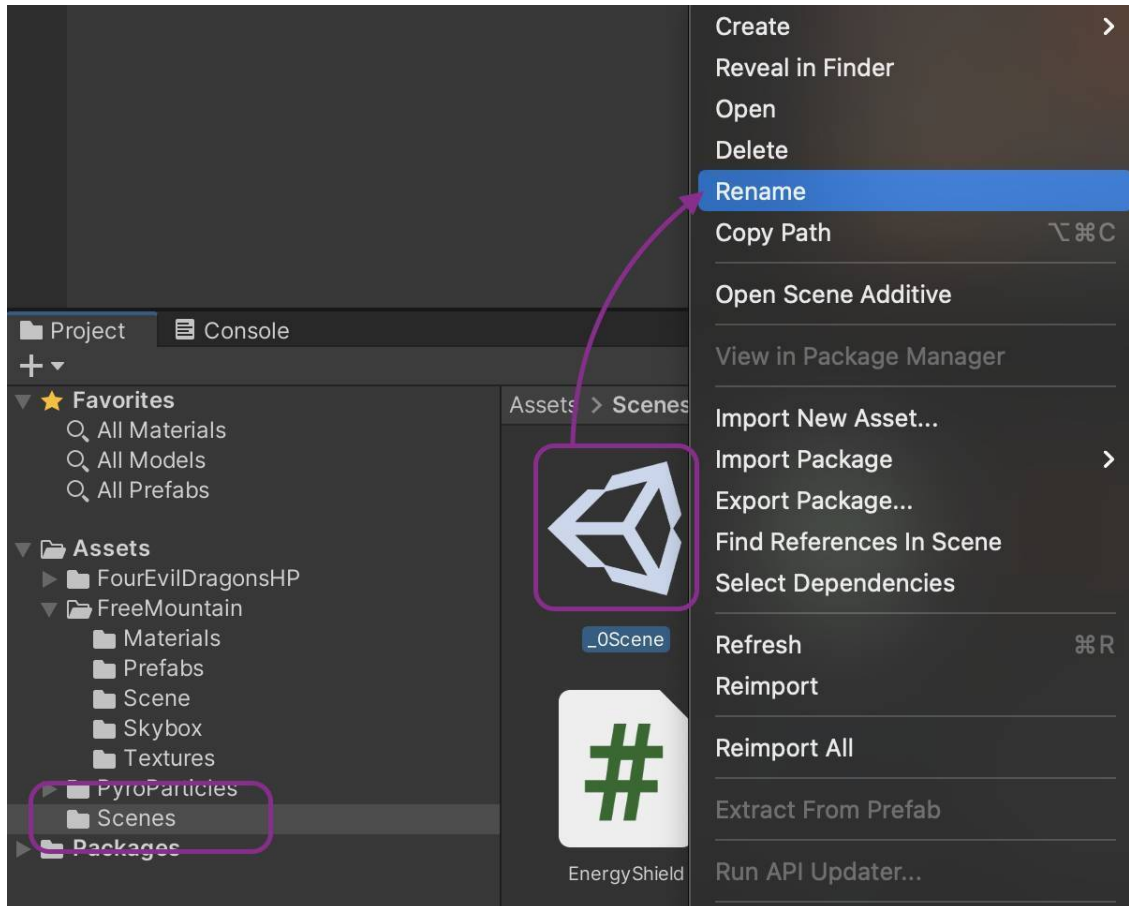 Create
Reveal in Finder
Open
Delete
Rename
Copy Path ⌥⌘C
Open Scene Additive
View in Package Manager
Import New Asset...
Import Package
Export Package...
Find References In Scene
Select Dependencies
Refresh ⌘R
Reimport
Reimport All
Extract From Prefab
Run API Updater...
Project
Console
Favorites
All Materials
All Models
All Prefabs
Assets
FourEvilDragonsHP
FreeMountain
Materials
Prefabs
Scene
Skybox
Textures
PyroParticles
Scenes
Packages
Assets > Scenes
_0Scene
#
EnergyShield